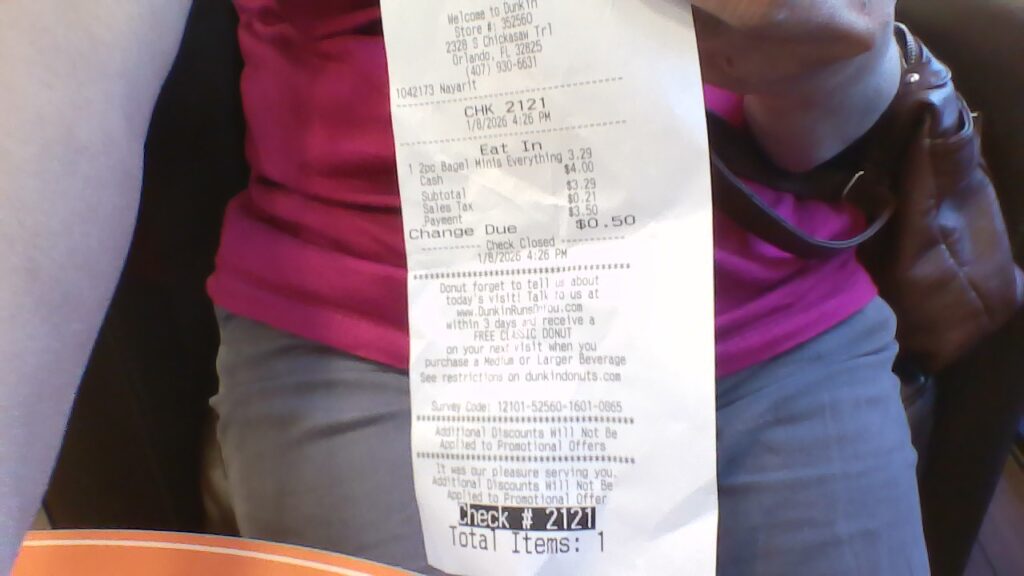 Welcome to Dunkin
Store #: 352560
2328 S Chickasaw Trl
Orlando, FL 32825
(407) 930-6631
1042173 Nayarit
CHK 2121
1/8/2026 4:26 PM
Eat In
1 2pc Bagel Minis Everything 3.29
Cash $4.00
Subtotal $3.29
Sales Tax $0.21
Payment $3.50
Change Due $0.50
Check Closed
1/8/2026 4:26 PM
Donut forget to tell us about
today's visit! Talk to us at
www.DunkinRunsOnYou.com
within 3 days and receive a
FREE CLASSIC DONUT
on your next visit when you
purchase a Medium or Larger Beverage
See restrictions on dunkindonuts.com
Survey Code: 12101-52560-1601-0865
Additional Discounts Will Not Be
Applied to Promotional Offers
It was our pleasure serving you.
Additional Discounts Will Not Be
Applied to Promotional Offer
Check # 2121
Total Items: 1